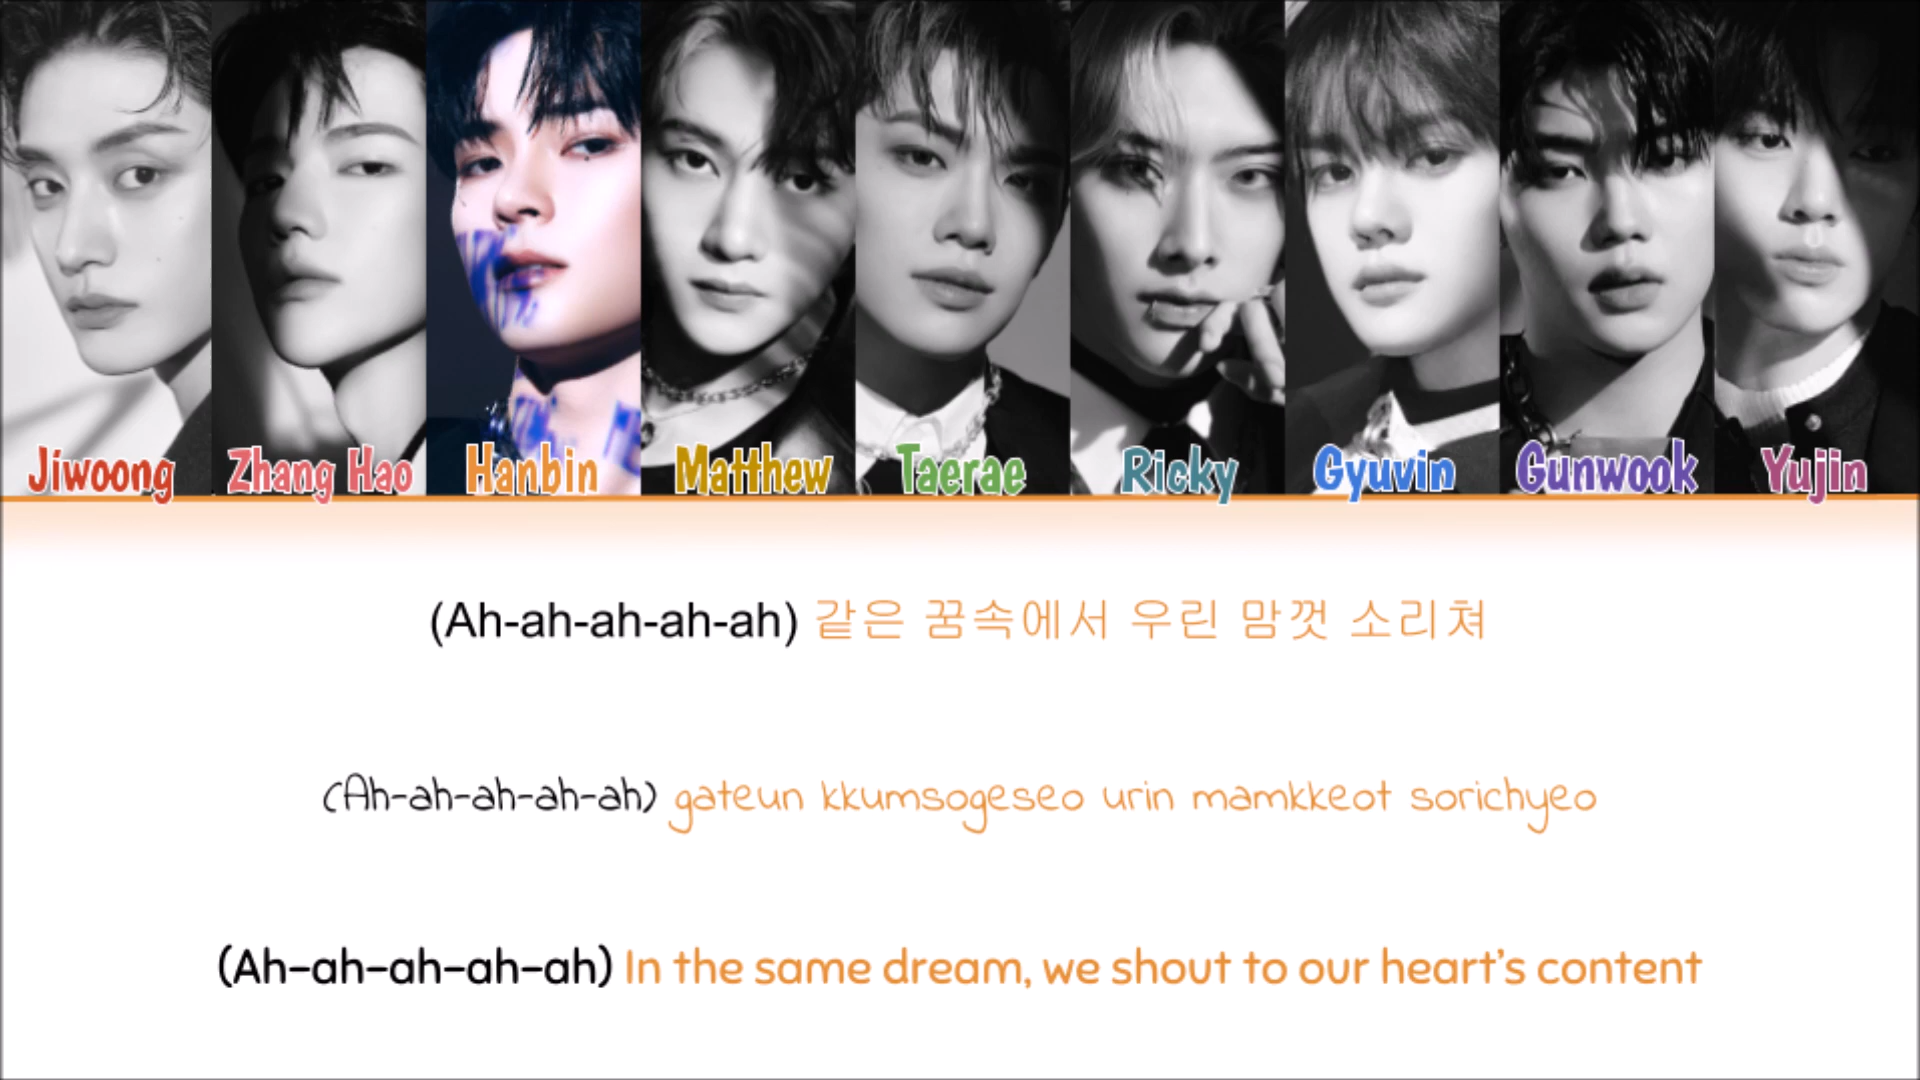 Jiwoong Zhang Hao Hanbin Matthew Taerae Ricky Gyuvin Gunwook Yujin
(Ah-ah-ah-ah-ah) 같은 꿈속에서 우린 맘껏 소리쳐
(Ah-ah-ah-ah-ah) gateun kkumsogeseo urin mamkkeot sorichyeo
(Ah-ah-ah-ah-ah) In the same dream, we shout to our heart's content